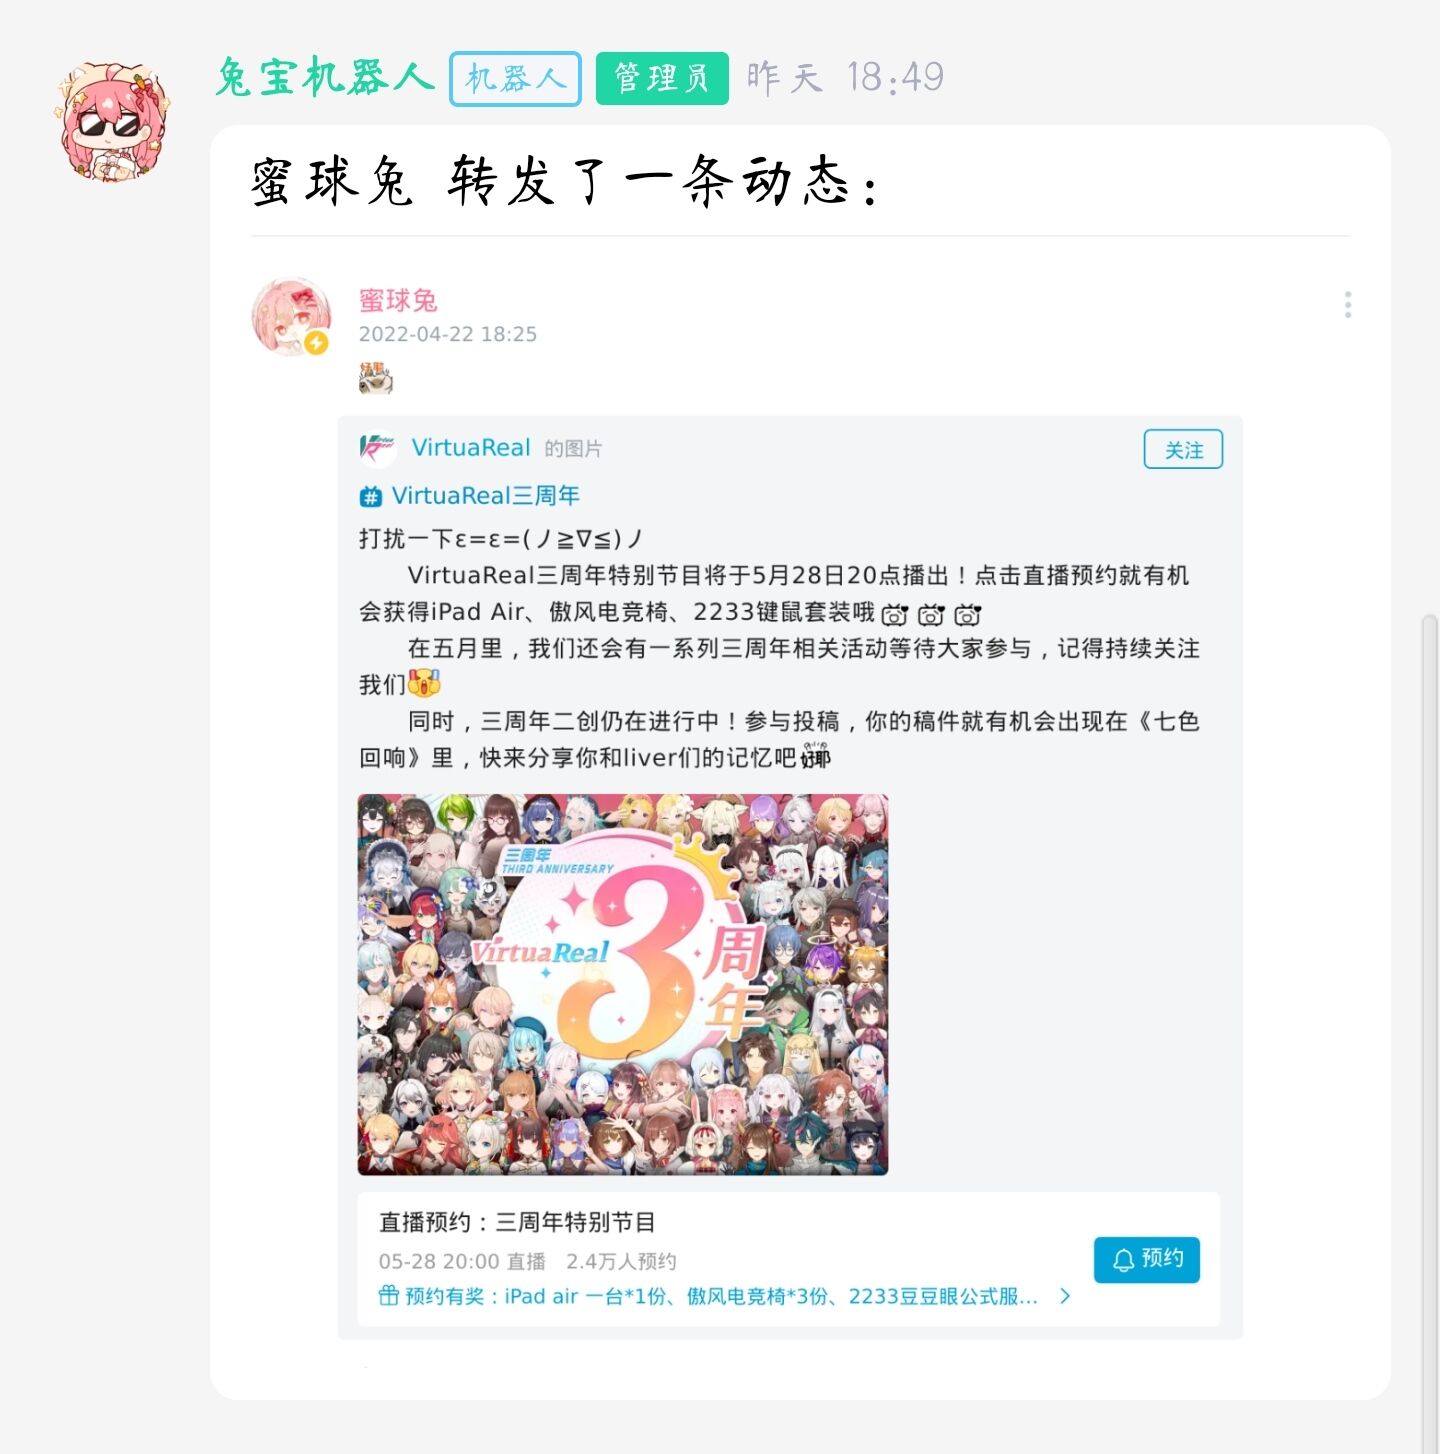 兔宝机器人 机器人 管理员 昨天 18:49
蜜球兔 转发了一条动态：
蜜球兔
2022-04-22 18:25
好耶
VirtuaReal 的图片
关注
VirtuaReal三周年
打扰一下ε=ε=(ノ≧∇≦)ノ
VirtuaReal三周年特别节目将于5月28日20点播出！点击直播预约就有机
会获得iPad Air、傲风电竞椅、2233键鼠套装哦
在五月里，我们还会有一系列三周年相关活动等待大家参与，记得持续关注
我们
同时，三周年二创仍在进行中！参与投稿，你的稿件就有机会出现在《七色
回响》里，快来分享你和liver们的记忆吧 好耶
三周年
THIRD ANNIVERSARY
VirtuaReal
3周年
直播预约：三周年特别节目
05-28 20:00 直播 2.4万人预约
预约
预约有奖：iPad air 一台*1份、傲风电竞椅*3份、2233豆豆眼公式服...